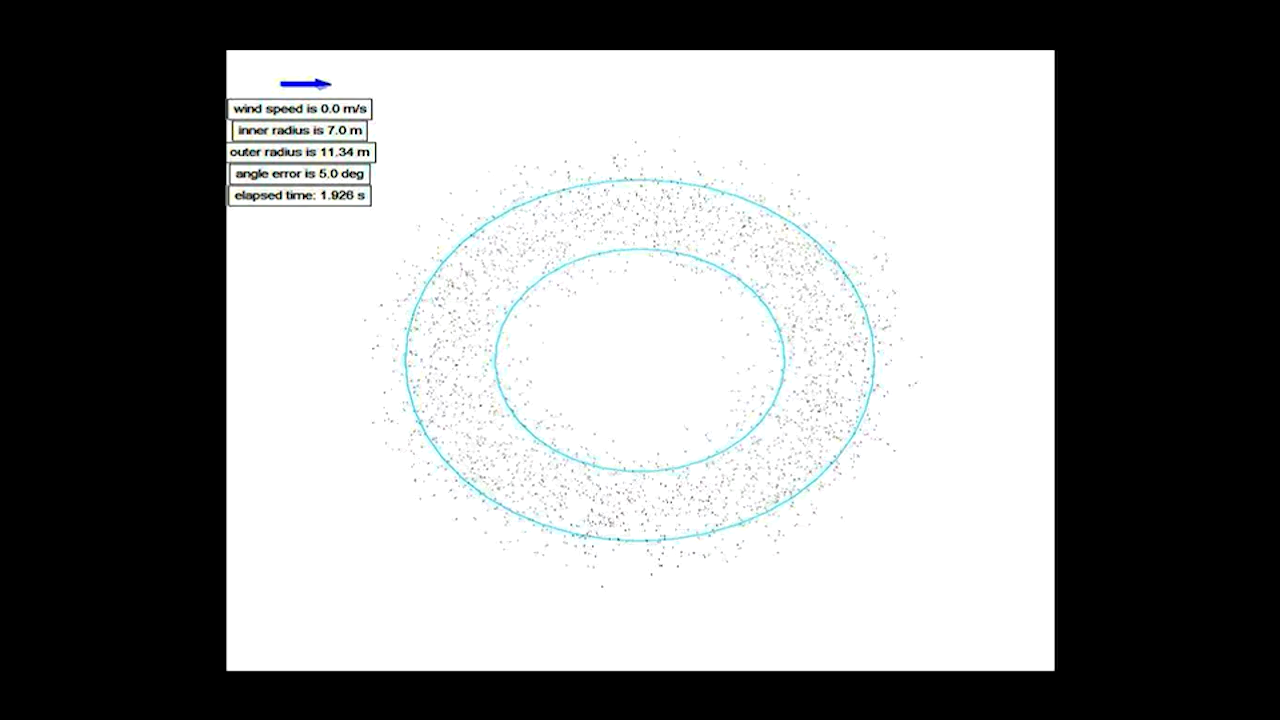 wind speed is 0.0 m/s
inner radius is 7.0 m
outer radius is 11.34 m
angle error is 5.0 deg
elapsed time: 1.926 s